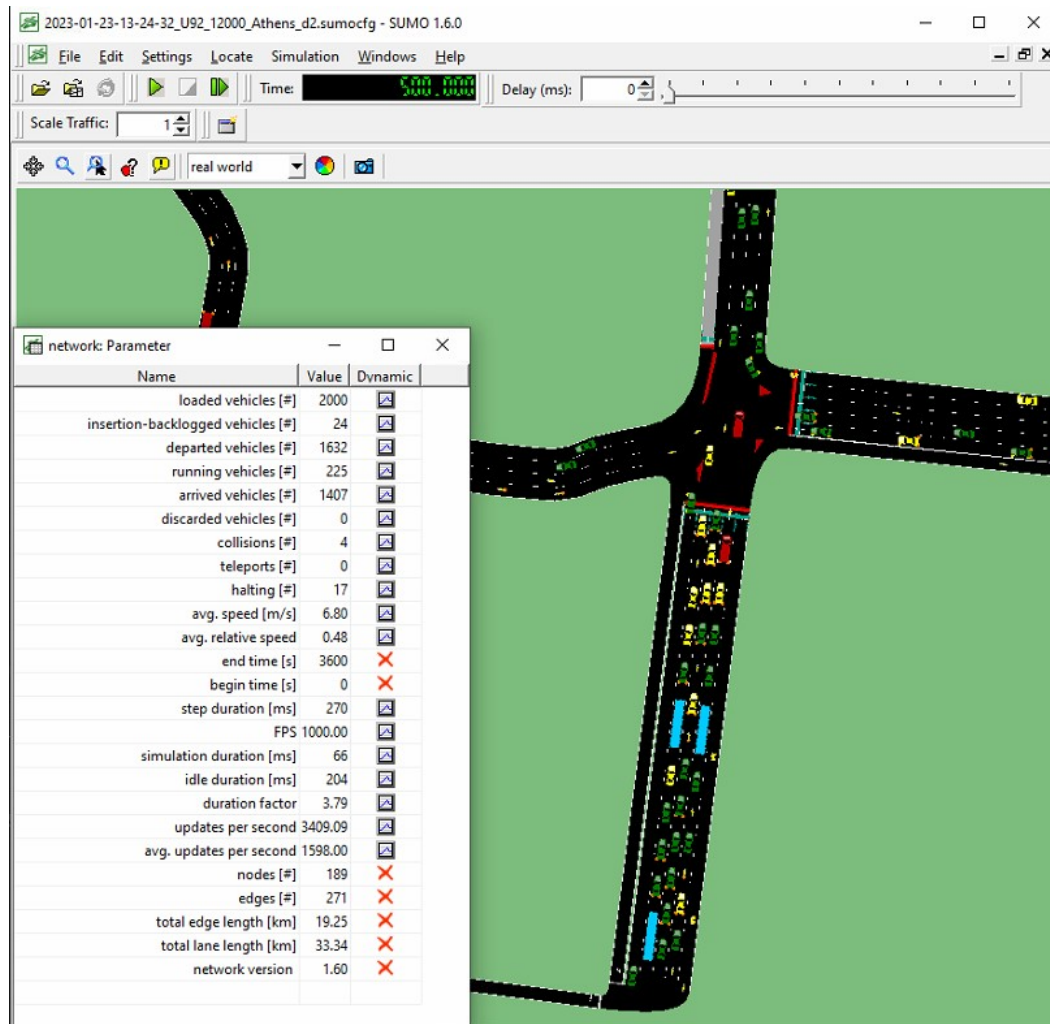 2023-01-23-13-24-32_U92_12000_Athens_d2.sumocfg - SUMO 1.6.0
File Edit Settings Locate Simulation Windows Help
Time: 500.000 Delay (ms): 0
Scale Traffic: 1
real world
network: Parameter
Name Value Dynamic
loaded vehicles [#] 2000
insertion-backlogged vehicles [#] 24
departed vehicles [#] 1632
running vehicles [#] 225
arrived vehicles [#] 1407
discarded vehicles [#] 0
collisions [#] 4
teleports [#] 0
halting [#] 17
avg. speed [m/s] 6.80
avg. relative speed 0.48
end time [s] 3600
begin time [s] 0
step duration [ms] 270
FPS 1000.00
simulation duration [ms] 66
idle duration [ms] 204
duration factor 3.79
updates per second 3409.09
avg. updates per second 1598.00
nodes [#] 189
edges [#] 271
total edge length [km] 19.25
total lane length [km] 33.34
network version 1.60